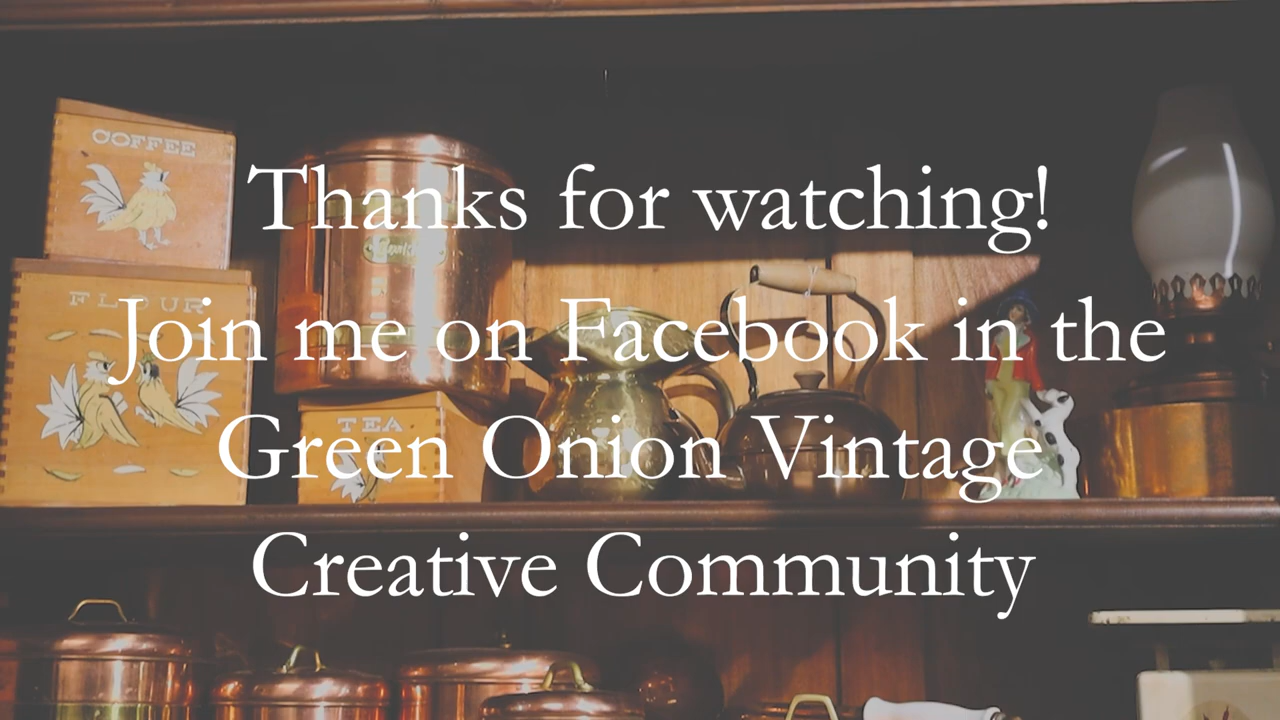 COFFEE
Thanks for watching!
FLOUR
Join me on Facebook in the
TEA
Green Onion Vintage
Creative Community